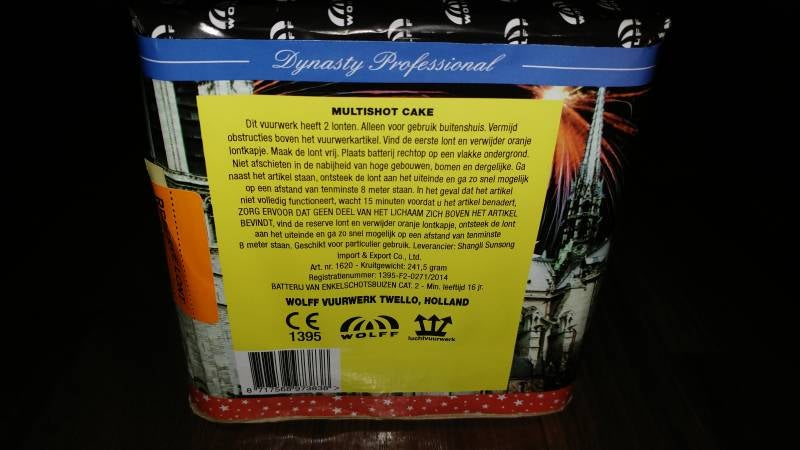 WOLFF WOLFF WOLFF WOLFF
Dynasty Professional
MULTISHOT CAKE
Dit vuurwerk heeft 2 lonten. Alleen voor gebruik buitenshuis. Vermijd
obstructies boven het vuurwerkartikel. Vind de eerste lont en verwijder oranje
lontkapje. Maak de lont vrij. Plaats batterij rechtop een vlakke ondergrond.
Niet afschieten in de nabijheid van hoge gebouwen, bomen en dergelijke. Ga
naast het artikel staan, ontsteek de lont aan het uiteinde en ga zo snel mogelijk
op een afstand van tenminste 8 meter staan. In het geval dat het artikel
niet volledig functioneert, wacht 15 minuten voordat u het artikel benadert,
ZORG ERVOOR DAT GEEN DEEL VAN HET LICHAAM ZICH BOVEN HET ARTIKEL
BEVINDT, vind de reserve lont en verwijder oranje lontkapje, ontsteek de lont
aan het uiteinde en ga zo snel mogelijk op een afstand van tenminste
8 meter staan. Geschikt voor particulier gebruik. Leverancier: Shangli Sunsong
Import & Export Co., Ltd.
Art. nr. 1620 - Kruitgewicht: 241,5 gram
Registratienummer: 1395-F2-0271/2014
BATTERIJ VAN ENKELSCHOTSBUIZEN CAT. 2 - Min. leeftijd 16 jr.
WOLFF VUURWERK TWELLO, HOLLAND
CE
1395
WOLFF
luchtvuurwerk
8 717568 973838 >